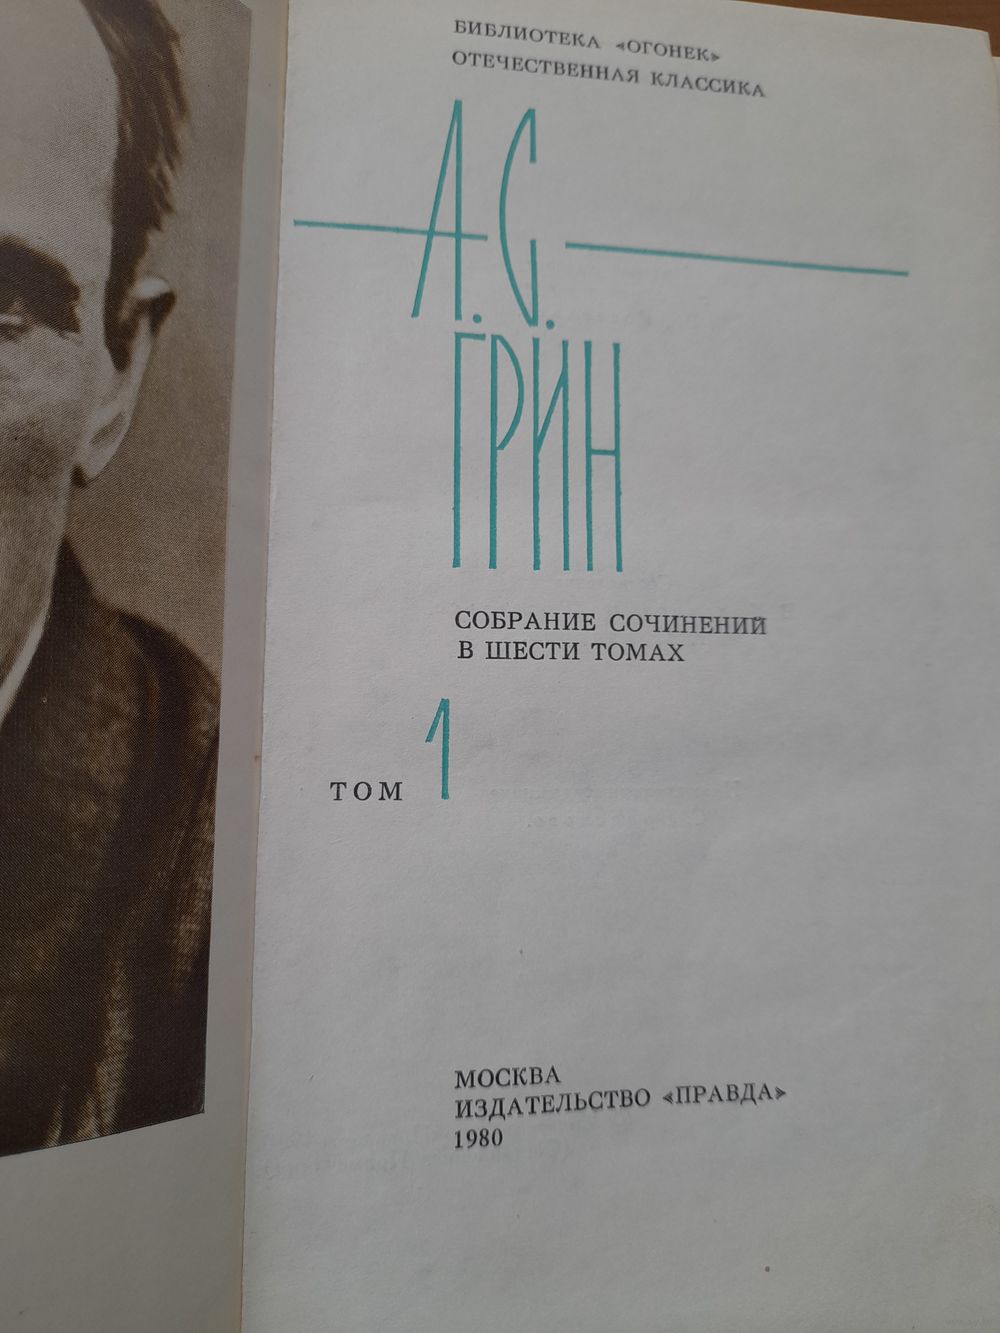 БИБЛИОТЕКА «ОГОНЕК»
ОТЕЧЕСТВЕННАЯ КЛАССИКА
А. С.
ГРИН
СОБРАНИЕ СОЧИНЕНИЙ
В ШЕСТИ ТОМАХ
ТОМ 1
МОСКВА
ИЗДАТЕЛЬСТВО «ПРАВДА»
1980